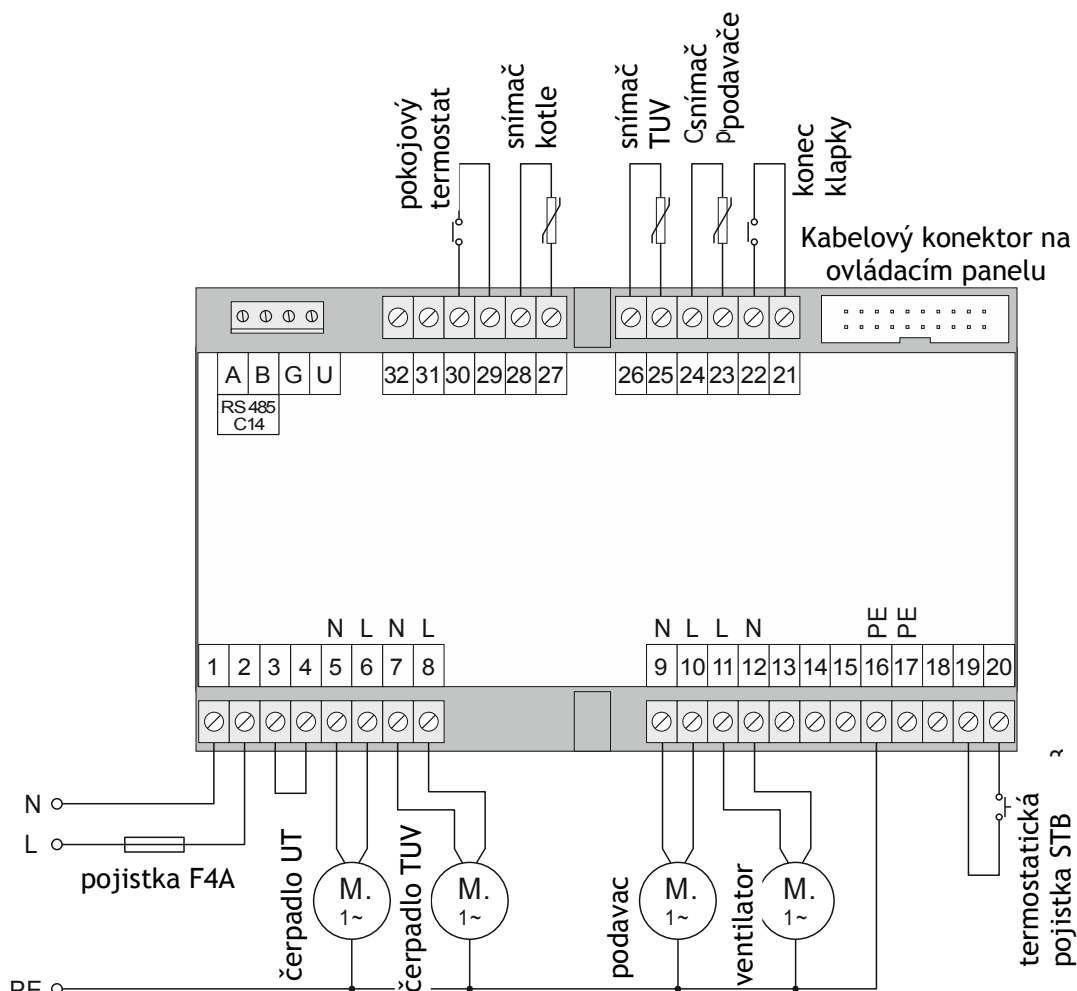 pokojový
termostat
snímač
kotle
snímač
TUV
snímač
podavače
konec
klapky
Kabelový konektor na
ovládacím panelu
A B G U
32 31 30 29 28 27
26 25 24 23 22 21
RS 485
C14
N L N L
N L L N
PE PE
1 2 3 4 5 6 7 8
9 10 11 12 13 14 15 16 17 18 19 20
N
L
pojistka F4A
čerpadlo UT
čerpadlo TUV
podavac
ventilator
termostatická
pojistka STB
M.
1~
M.
1~
M.
1~
M.
1~
PE